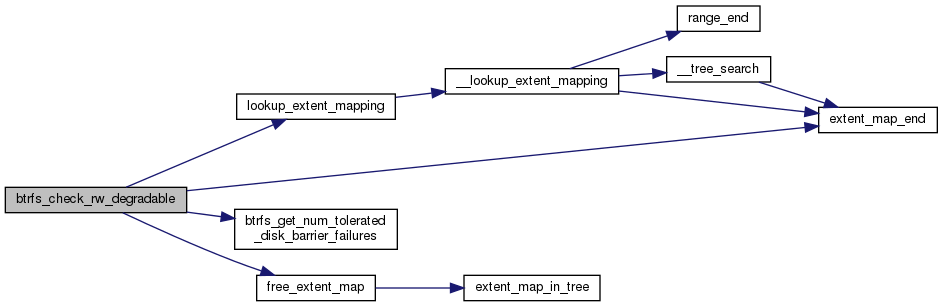 range_end
__tree_search
__lookup_extent_mapping
lookup_extent_mapping
extent_map_end
btrfs_check_rw_degradable
btrfs_get_num_tolerated
_disk_barrier_failures
free_extent_map
extent_map_in_tree